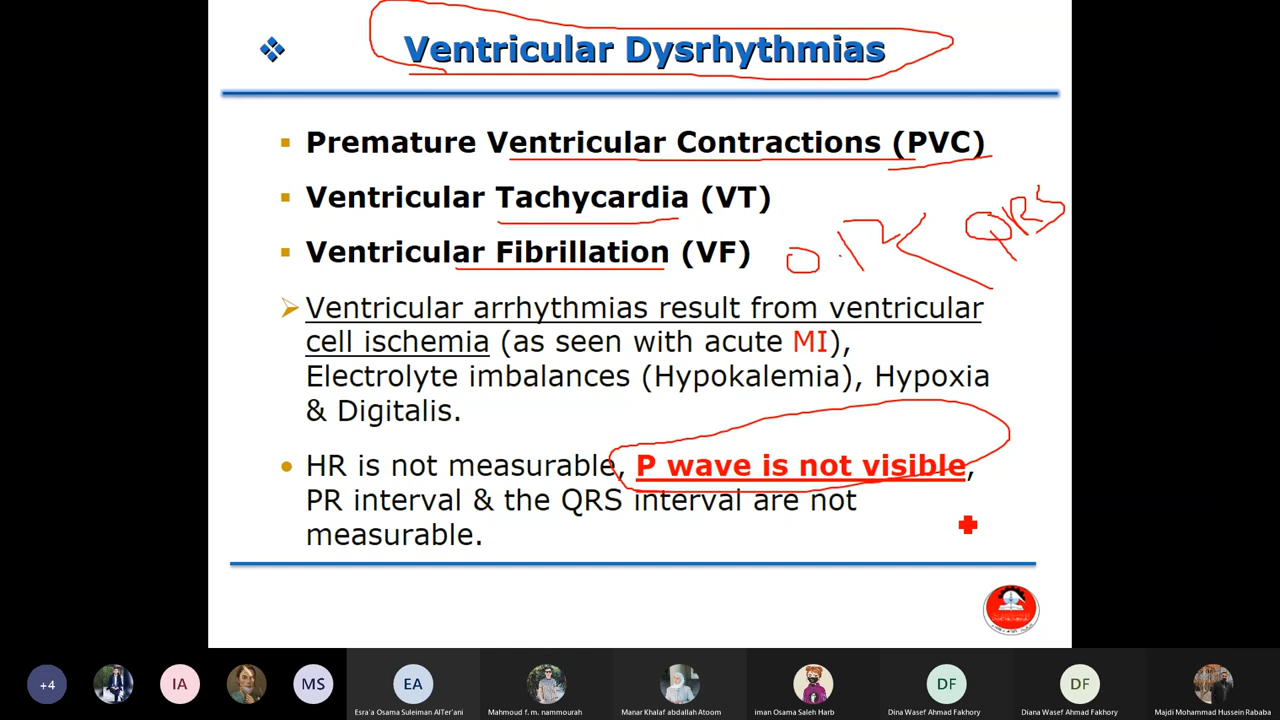 Ventricular Dysrhythmias
Premature Ventricular Contractions (PVC)
Ventricular Tachycardia (VT)
QRS
Ventricular Fibrillation (VF)
0.12 <
Ventricular arrhythmias result from ventricular
cell ischemia (as seen with acute MI),
Electrolyte imbalances (Hypokalemia), Hypoxia
& Digitalis.
HR is not measurable, P wave is not visible,
PR interval & the QRS interval are not
measurable.
+4
IA
MS
EA
DF
DF
Esra'a Osama Suleiman AlTer'ani
Mahmoud f. m. nammourah
Manar Khalaf abdallah Atoom
iman Osama Saleh Harb
Dina Wasef Ahmad Fakhory
Diana Wasef Ahmad Fakhory
Majdi Mohammad Hussein Rababa